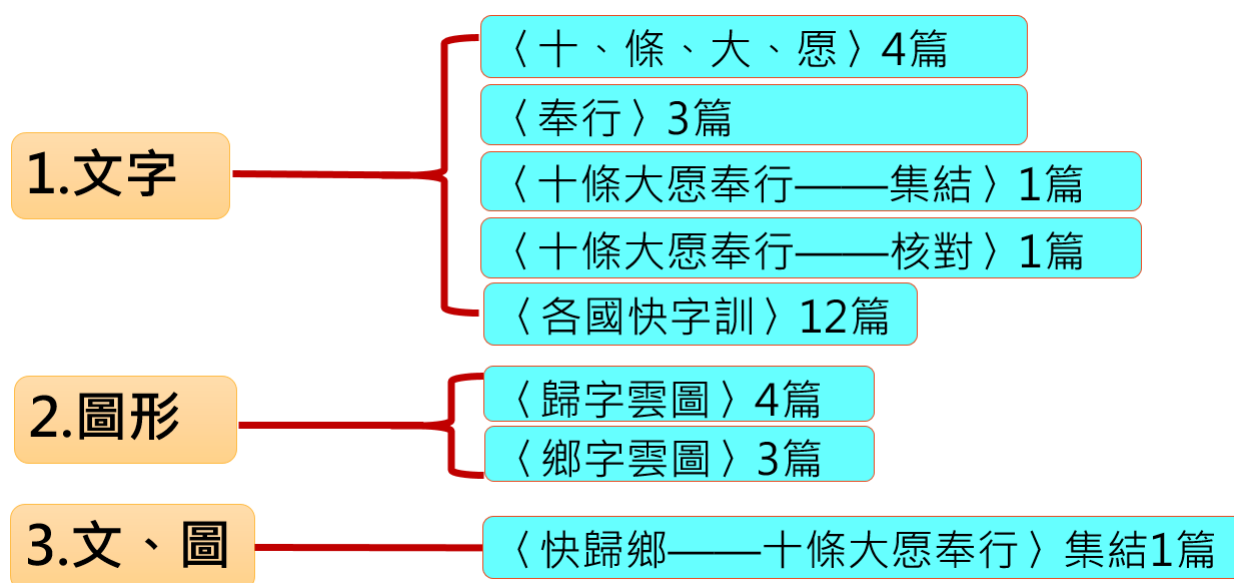 1.文字
〈十、條、大、愿〉4篇
〈奉行〉3篇
〈十條大愿奉行——集結〉1篇
〈十條大愿奉行——核對〉1篇
〈各國快字訓〉12篇
2.圖形
〈歸字雲圖〉4篇
〈鄉字雲圖〉3篇
3.文、圖
〈快歸鄉——十條大愿奉行〉集結1篇